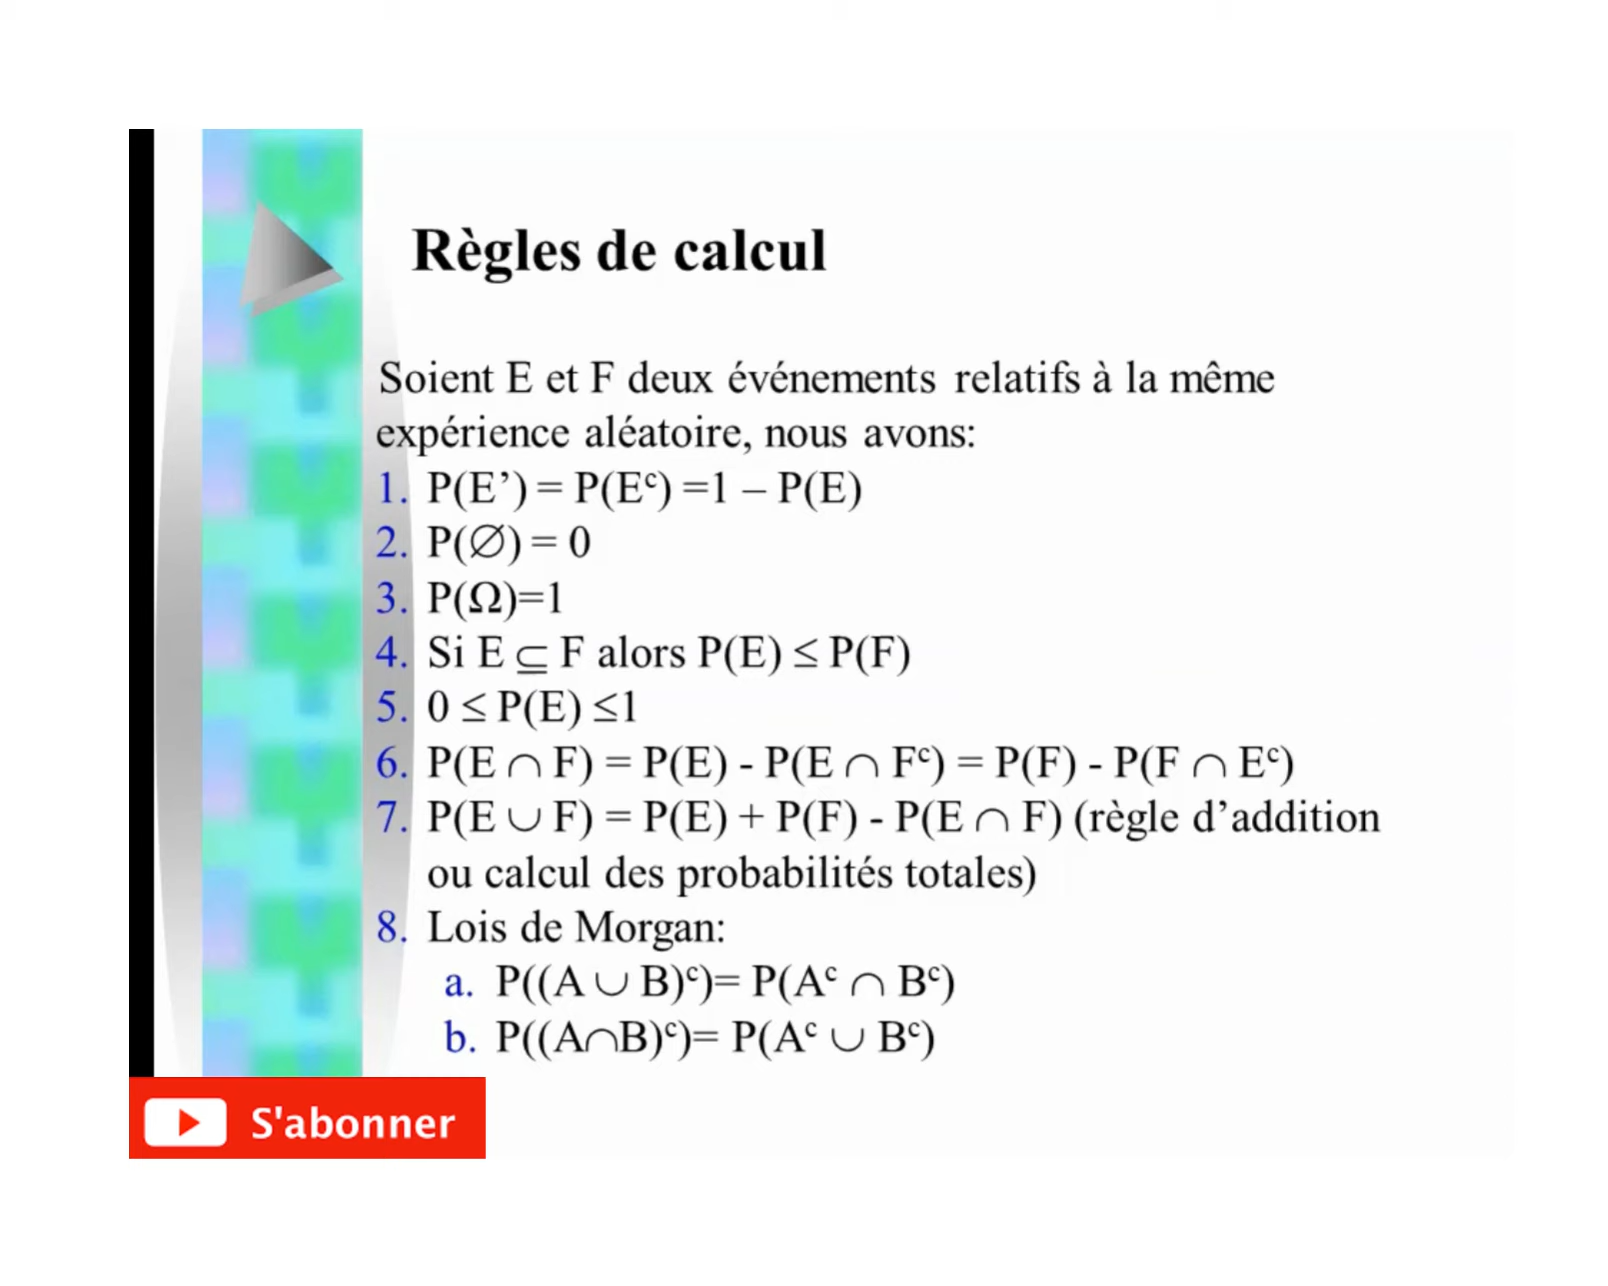 Règles de calcul
Soient E et F deux événements relatifs à la même
expérience aléatoire, nous avons:
1. P(E’) = P(Eᶜ) =1 – P(E)
2. P(∅) = 0
3. P(Ω)=1
4. Si E ⊆ F alors P(E) ≤ P(F)
5. 0 ≤ P(E) ≤1
6. P(E ∩ F) = P(E) - P(E ∩ Fᶜ) = P(F) - P(F ∩ Eᶜ)
7. P(E ∪ F) = P(E) + P(F) - P(E ∩ F) (règle d’addition
ou calcul des probabilités totales)
8. Lois de Morgan:
a. P((A ∪ B)ᶜ)= P(Aᶜ ∩ Bᶜ)
b. P((A∩B)ᶜ)= P(Aᶜ ∪ Bᶜ)
S'abonner